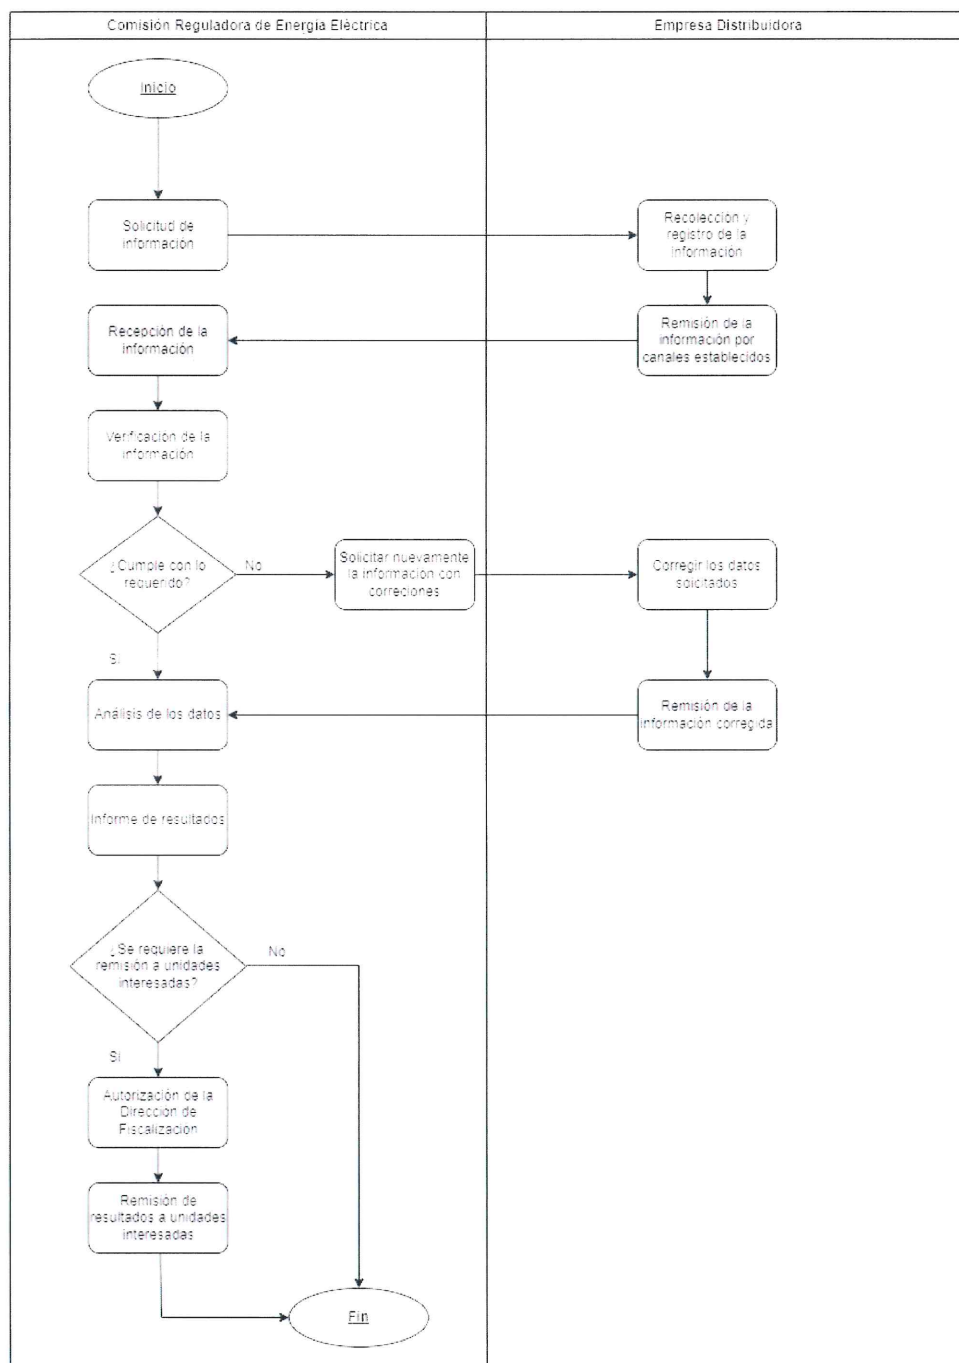 Comisión Reguladora de Energía Eléctrica
Empresa Distribuidora
Inicio
Solicitud de
información
Recolección y
registro de la
información
Recepción de la
información
Remisión de la
información por
canales establecidos
Verificación de la
información
¿Cumple con lo
requerido?
No
Solicitar nuevamente
la información con
correciones
Corregir los datos
solicitados
Si
Análisis de los datos
Remisión de la
información corregida
Informe de resultados
¿Se requiere la
remisión a unidades
interesadas?
No
Si
Autorización de la
Dirección de
Fiscalización
Remisión de
resultados a unidades
interesadas
Fin